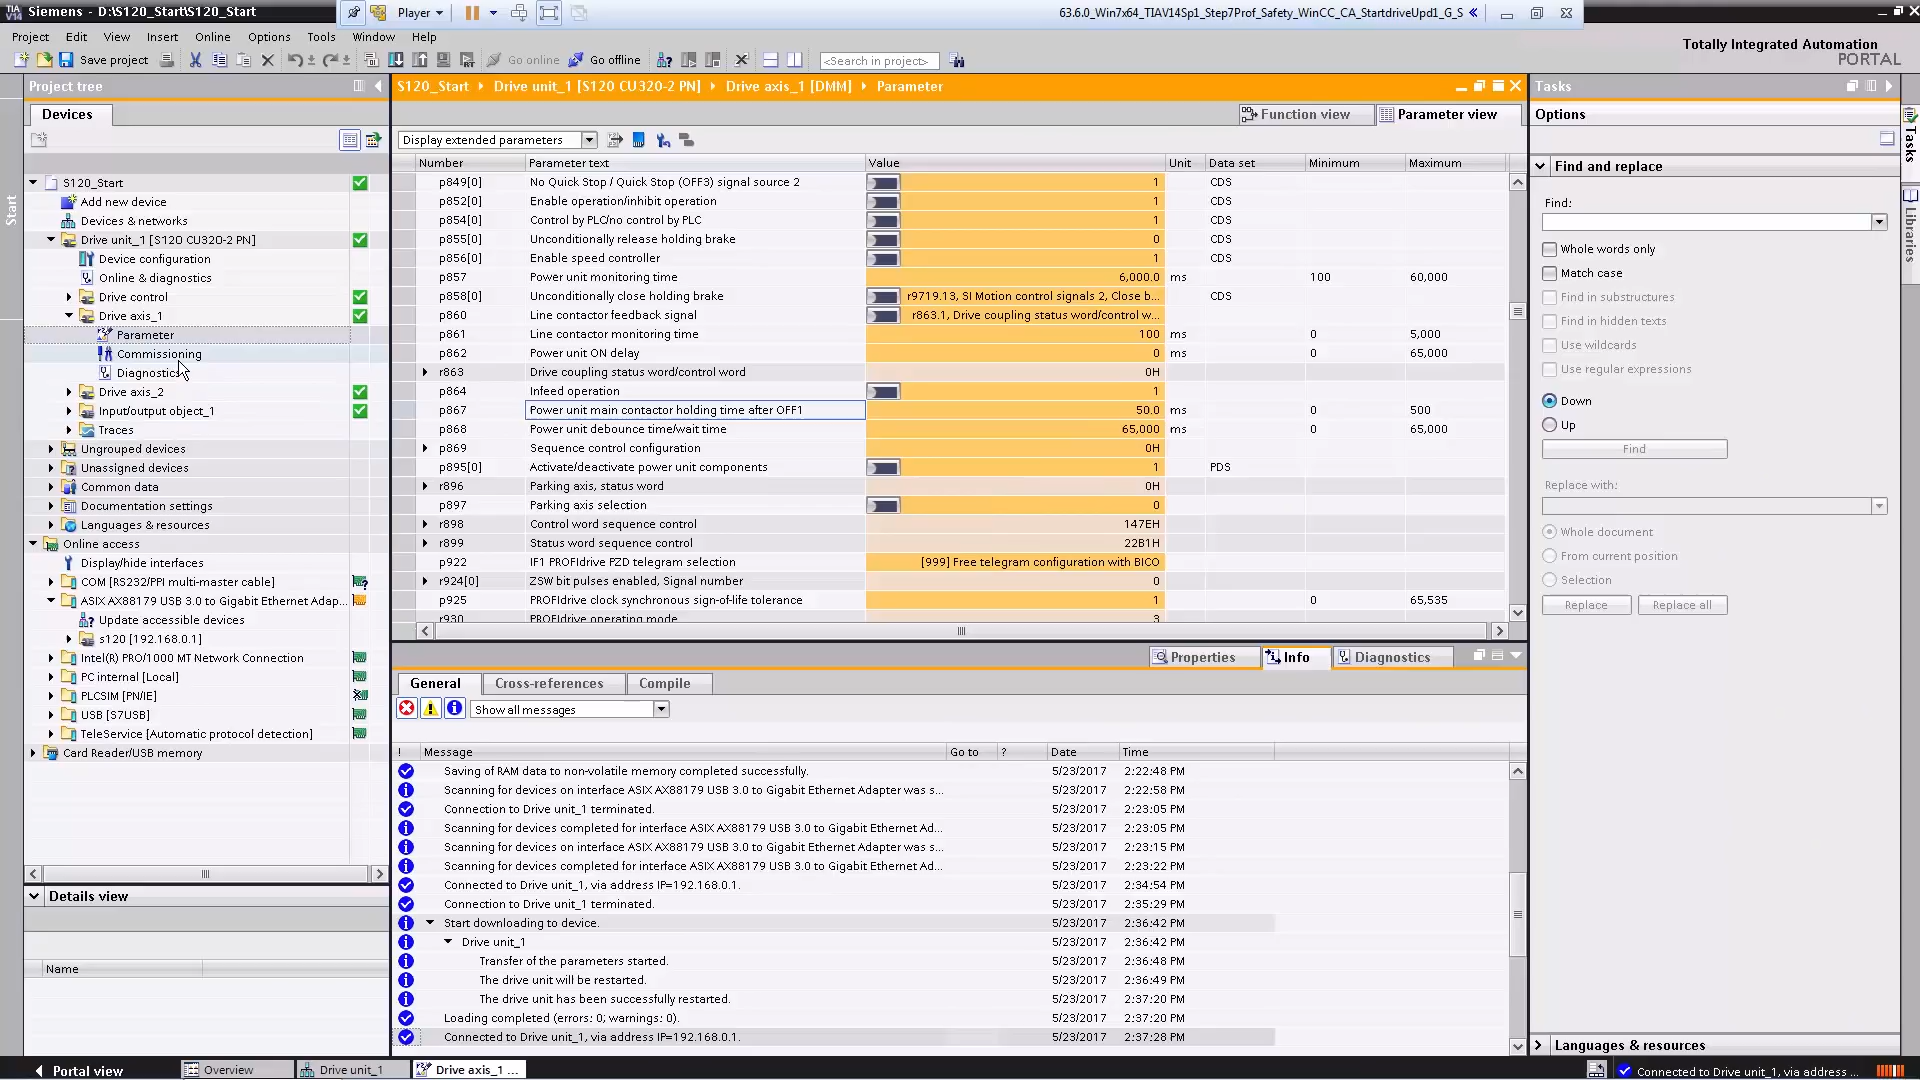 Siemens - D:\S120_Start\S120_Start
Player
63.6.0_Win7x64_TIAV14Sp1_Step7Prof_Safety_WinCC_CA_StartdriveUpd1_G_S
Project Edit View Insert Online Options Tools Window Help
Totally Integrated Automation
PORTAL
Save project
Go online
Go offline
<Search in project>
Project tree
S120_Start Drive unit_1 [S120 CU320-2 PN] Drive axis_1 [DMM] Parameter
Tasks
Devices
Function view
Parameter view
Options
Display extended parameters
Start
Tasks
Libraries
S120_Start
Add new device
Devices & networks
Drive unit_1 [S120 CU320-2 PN]
Device configuration
Online & diagnostics
Drive control
Drive axis_1
Parameter
Commissioning
Diagnostics
Drive axis_2
Input/output object_1
Traces
Ungrouped devices
Unassigned devices
Common data
Documentation settings
Languages & resources
Online access
Display/hide interfaces
COM [RS232/PPI multi-master cable]
ASIX AX88179 USB 3.0 to Gigabit Ethernet Adap...
Update accessible devices
s120 [192.168.0.1]
Intel(R) PRO/1000 MT Network Connection
PC internal [Local]
PLCSIM [PN/IE]
USB [S7USB]
TeleService [Automatic protocol detection]
Card Reader/USB memory
Details view
Name
Number Parameter text Value Unit Data set Minimum Maximum
p849[0] No Quick Stop / Quick Stop (OFF3) signal source 2 1 CDS
p852[0] Enable operation/inhibit operation 1 CDS
p854[0] Control by PLC/no control by PLC 1 CDS
p855[0] Unconditionally release holding brake 0 CDS
p856[0] Enable speed controller 1 CDS
p857 Power unit monitoring time 6,000.0 ms 100 60,000
p858[0] Unconditionally close holding brake r9719.13, SI Motion control signals 2, Close b... CDS
p860 Line contactor feedback signal r863.1, Drive coupling status word/control w...
p861 Line contactor monitoring time 100 ms 0 5,000
p862 Power unit ON delay 0 ms 0 65,000
r863 Drive coupling status word/control word 0H
p864 Infeed operation 1
p867 Power unit main contactor holding time after OFF1 50.0 ms 0 500
p868 Power unit debounce time/wait time 65,000 ms 0 65,000
p869 Sequence control configuration 0H
p895[0] Activate/deactivate power unit components 1 PDS
r896 Parking axis, status word 0H
p897 Parking axis selection 0
r898 Control word sequence control 147EH
r899 Status word sequence control 22B1H
p922 IF1 PROFIdrive PZD telegram selection [999] Free telegram configuration with BICO
r924[0] ZSW bit pulses enabled, Signal number 0
p925 PROFIdrive clock synchronous sign-of-life tolerance 1 0 65,535
r930 PROFIdrive operating mode 3
Properties Info Diagnostics
General Cross-references Compile
Show all messages
! Message Go to ? Date Time
Saving of RAM data to non-volatile memory completed successfully. 5/23/2017 2:22:48 PM
Scanning for devices on interface ASIX AX88179 USB 3.0 to Gigabit Ethernet Adapter was s... 5/23/2017 2:22:58 PM
Connection to Drive unit_1 terminated. 5/23/2017 2:23:05 PM
Scanning for devices completed for interface ASIX AX88179 USB 3.0 to Gigabit Ethernet Ad... 5/23/2017 2:23:05 PM
Scanning for devices on interface ASIX AX88179 USB 3.0 to Gigabit Ethernet Adapter was s... 5/23/2017 2:23:15 PM
Scanning for devices completed for interface ASIX AX88179 USB 3.0 to Gigabit Ethernet Ad... 5/23/2017 2:23:22 PM
Connected to Drive unit_1, via address IP=192.168.0.1. 5/23/2017 2:34:54 PM
Connection to Drive unit_1 terminated. 5/23/2017 2:35:29 PM
Start downloading to device. 5/23/2017 2:36:42 PM
Drive unit_1 5/23/2017 2:36:42 PM
Transfer of the parameters started. 5/23/2017 2:36:48 PM
The drive unit will be restarted. 5/23/2017 2:36:49 PM
The drive unit has been successfully restarted. 5/23/2017 2:37:20 PM
Loading completed (errors: 0; warnings: 0). 5/23/2017 2:37:20 PM
Connected to Drive unit_1, via address IP=192.168.0.1. 5/23/2017 2:37:28 PM
Find and replace
Find:
Whole words only
Match case
Find in substructures
Find in hidden texts
Use wildcards
Use regular expressions
Down
Up
Find
Replace with:
Whole document
From current position
Selection
Replace Replace all
Languages & resources
Portal view
Overview
Drive unit_1
Drive axis_1 ...
Connected to Drive unit_1, via address ...